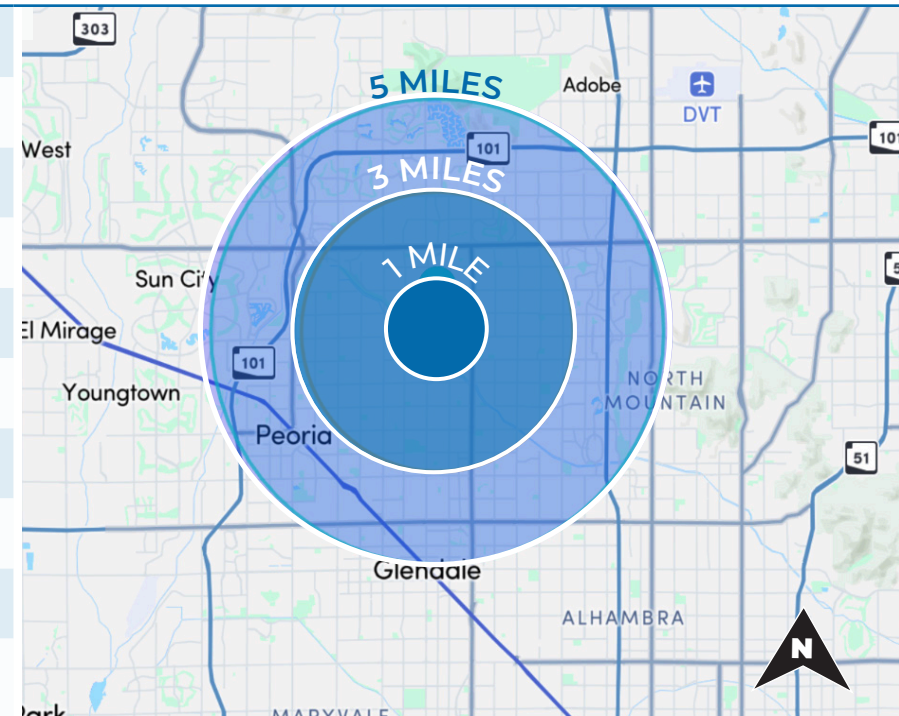 303
5 MILES
Adobe
DVT
101
101
West
3 MILES
1 MILE
Sun City
El Mirage
101
NORTH
MOUNTAIN
Youngtown
Peoria
51
Glendale
ALHAMBRA
N
MARYVALE